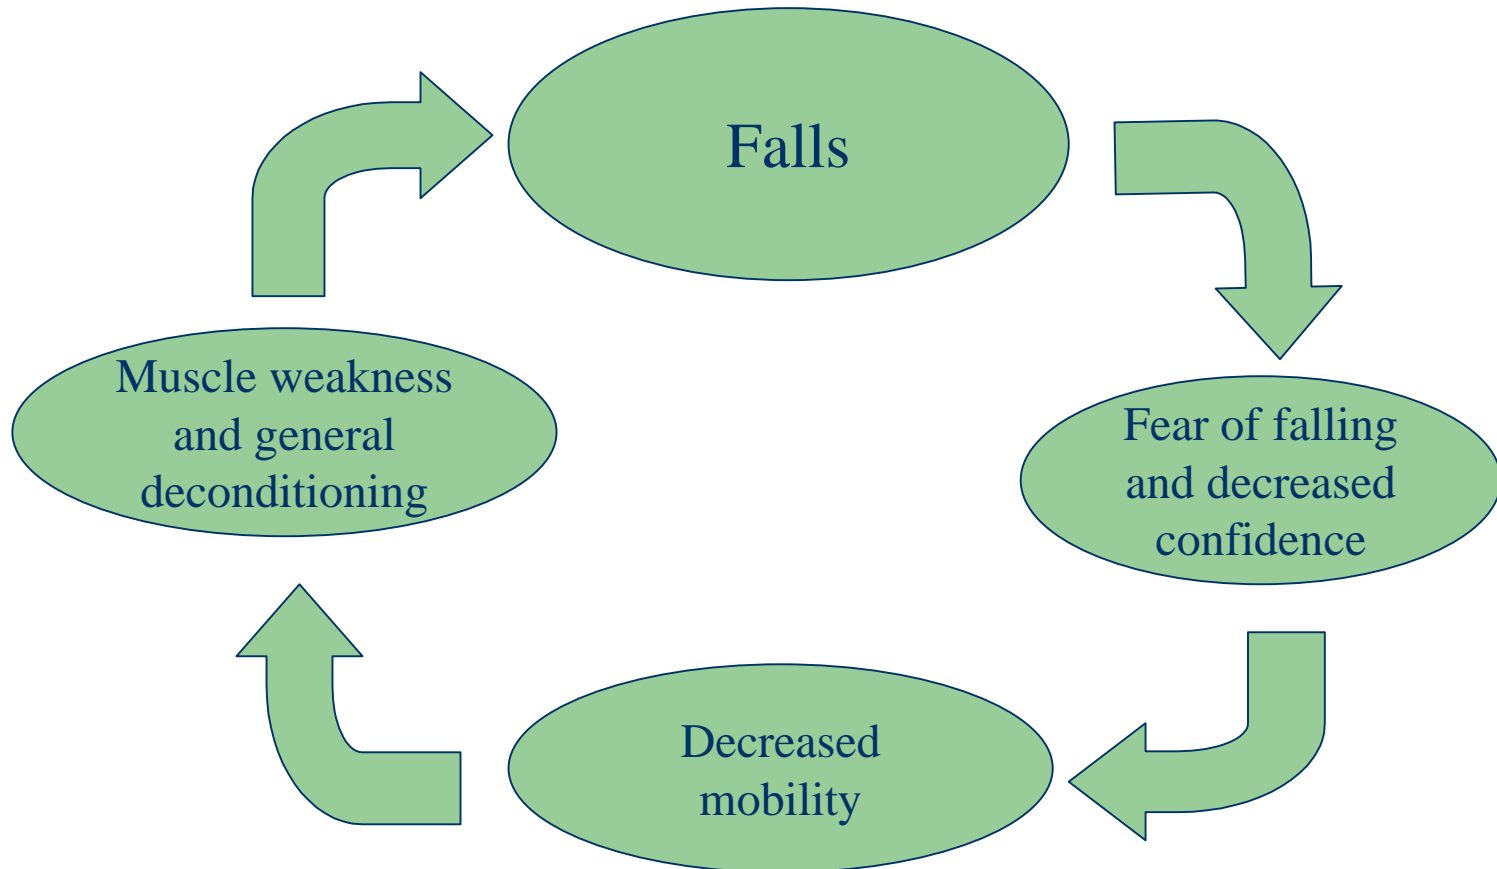 Falls
Muscle weakness
and general
deconditioning
Fear of falling
and decreased
confidence
Decreased
mobility